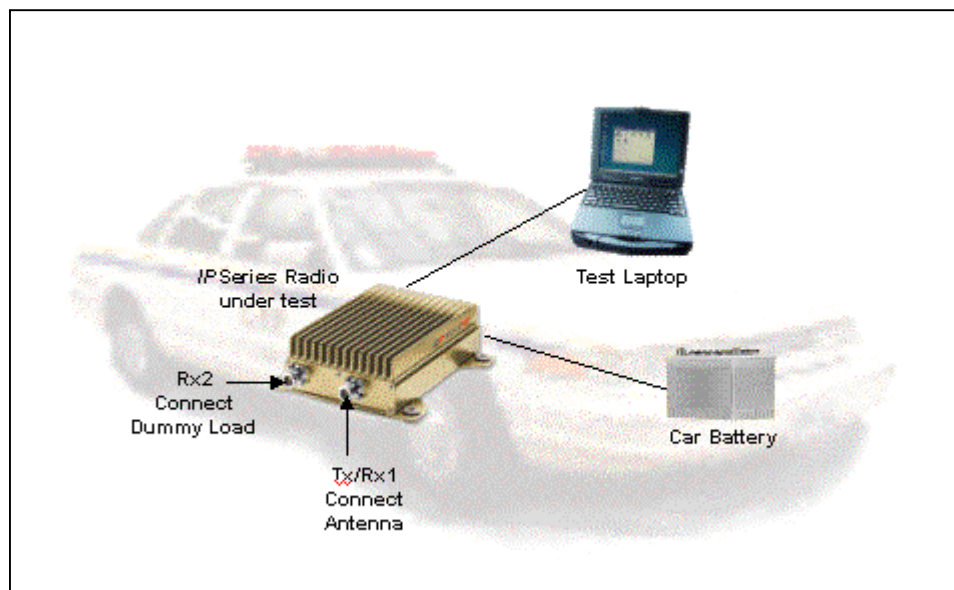 Test Laptop
IPSeries Radio
under test
Rx2
Connect
Dummy Load
Car Battery
Tx/Rx1
Connect
Antenna